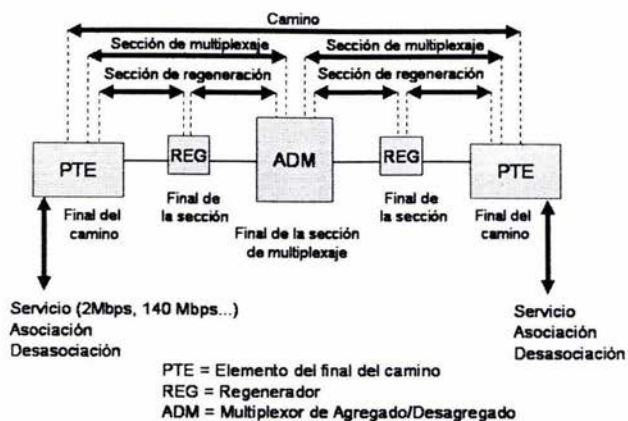 Camino
Sección de multiplexaje
Sección de multiplexaje
Sección de regeneración
Sección de regeneración
PTE
REG
ADM
REG
PTE
Final del
camino
Final de
la sección
Final de la sección
de multiplexaje
Final de
la sección
Final del
camino
Servicio (2Mbps, 140 Mbps...)
Asociación
Desasociación
Servicio
Asociación
Desasociación
PTE = Elemento del final del camino
REG = Regenerador
ADM = Multiplexor de Agregado/Desagregado